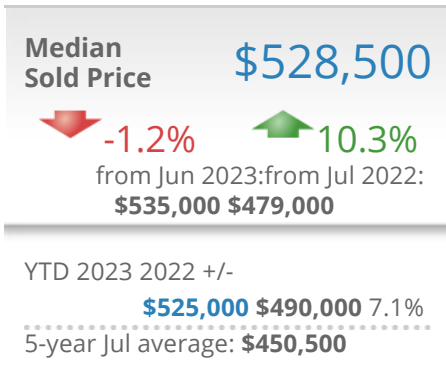 Median
Sold Price $528,500
-1.2% 10.3%
from Jun 2023:from Jul 2022:
$535,000 $479,000
YTD 2023 2022 +/-
$525,000 $490,000 7.1%
5-year Jul average: $450,500